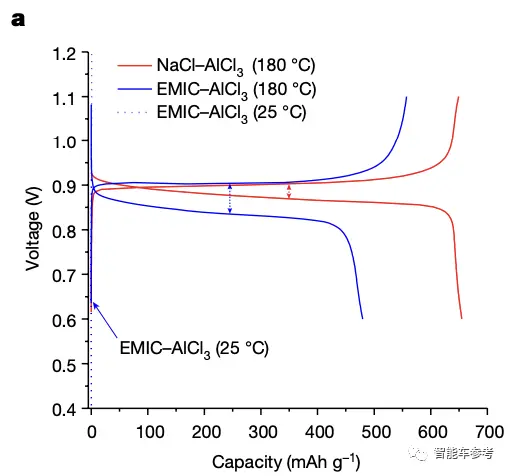 a
NaCl–AlCl₃ (180 °C)
EMIC–AlCl₃ (180 °C)
EMIC–AlCl₃ (25 °C)
1.2
1.1
1.0
0.9
0.8
0.7
0.6
0.5
0.4
Voltage (V)
EMIC–AlCl₃ (25 °C)
0 100 200 300 400 500 600 700
Capacity (mAh g⁻¹)
智能车参考